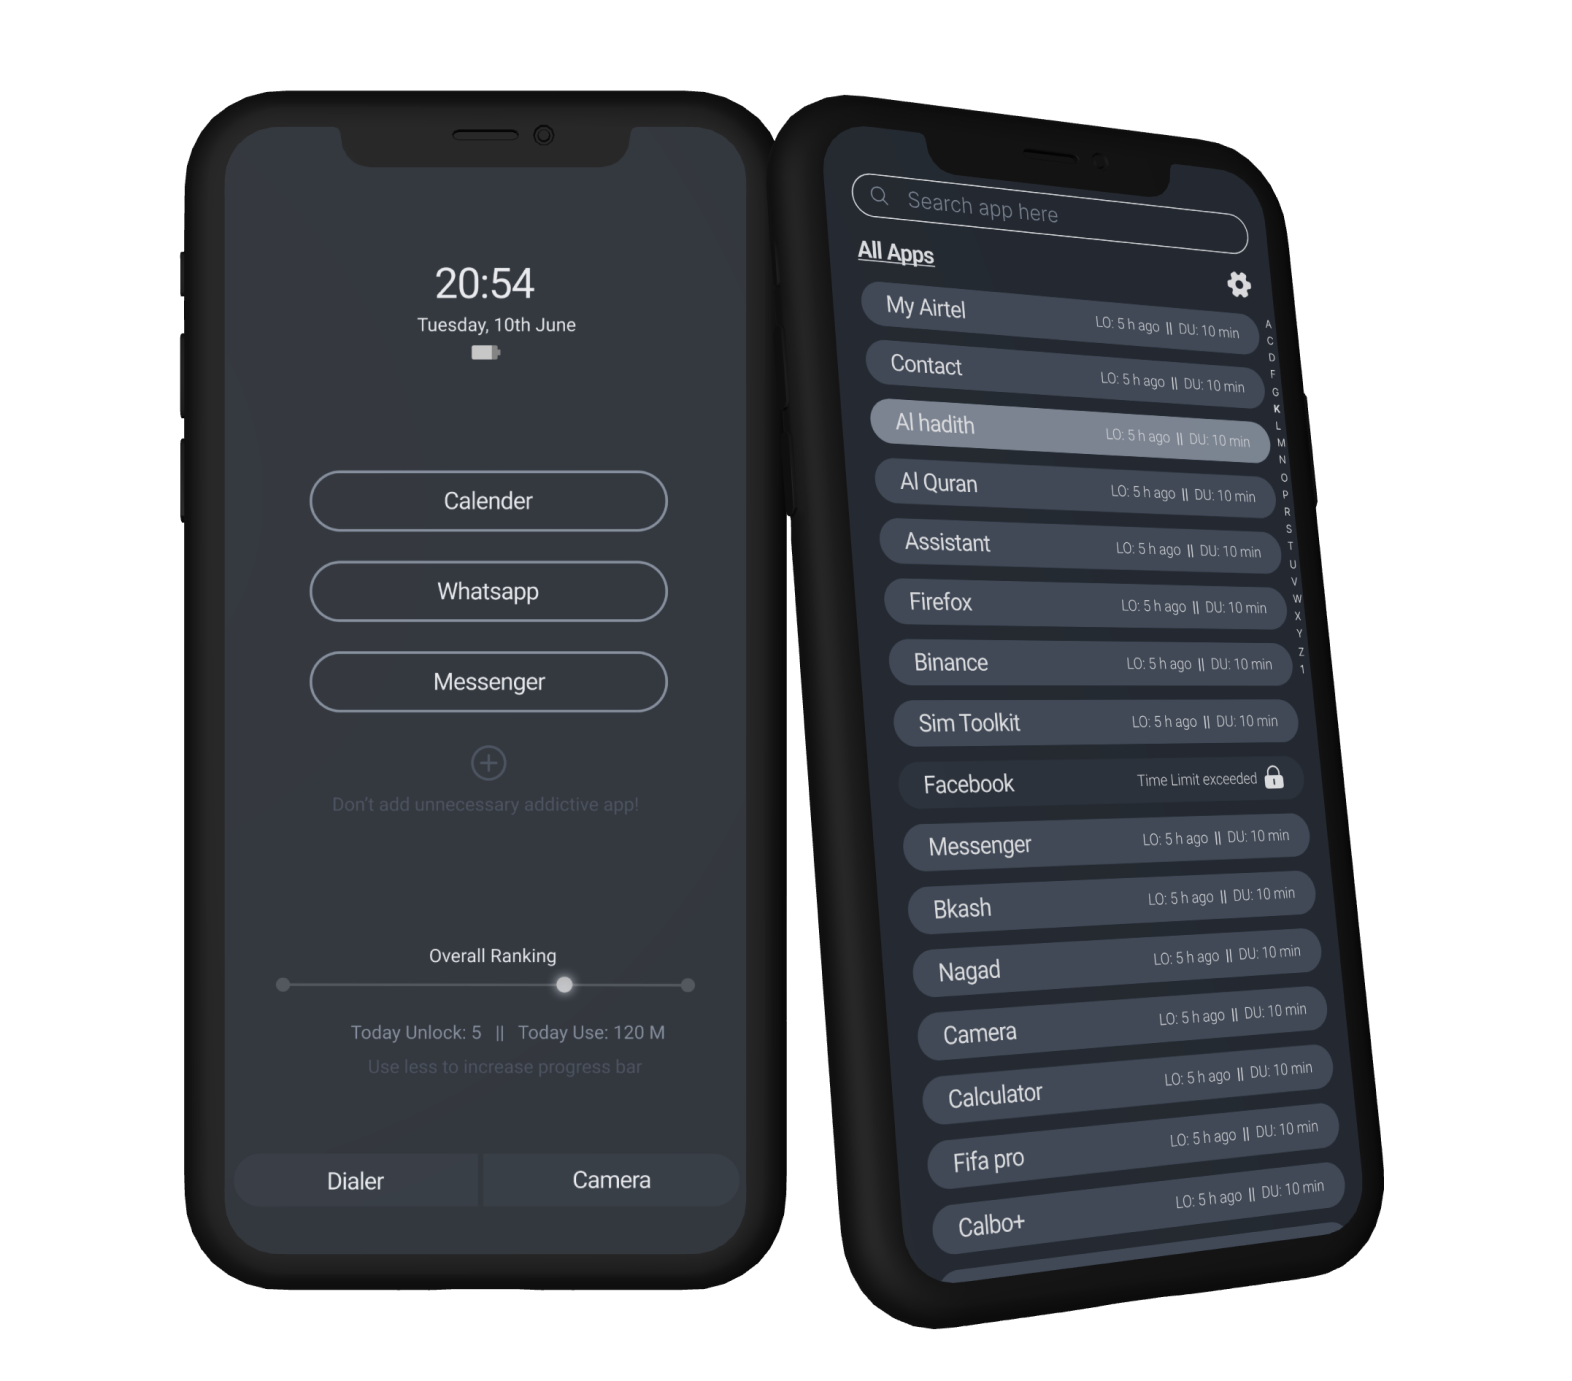 20:54
Tuesday, 10th June
Calender
Whatsapp
Messenger
Don't add unnecessary addictive app!
Overall Ranking
Today Unlock: 5 || Today Use: 120 M
Use less to increase progress bar
Dialer Camera
Search app here
All Apps
My Airtel LO: 5 h ago || DU: 10 min
Contact LO: 5 h ago || DU: 10 min
Al hadith LO: 5 h ago || DU: 10 min
Al Quran LO: 5 h ago || DU: 10 min
Assistant LO: 5 h ago || DU: 10 min
Firefox LO: 5 h ago || DU: 10 min
Binance LO: 5 h ago || DU: 10 min
Sim Toolkit LO: 5 h ago || DU: 10 min
Facebook Time Limit exceeded
Messenger LO: 5 h ago || DU: 10 min
Bkash LO: 5 h ago || DU: 10 min
Nagad LO: 5 h ago || DU: 10 min
Camera LO: 5 h ago || DU: 10 min
Calculator LO: 5 h ago || DU: 10 min
Fifa pro LO: 5 h ago || DU: 10 min
Calbo+ LO: 5 h ago || DU: 10 min
A
C
D
F
G
K
L
M
N
O
P
R
S
T
U
V
W
X
Y
Z
1